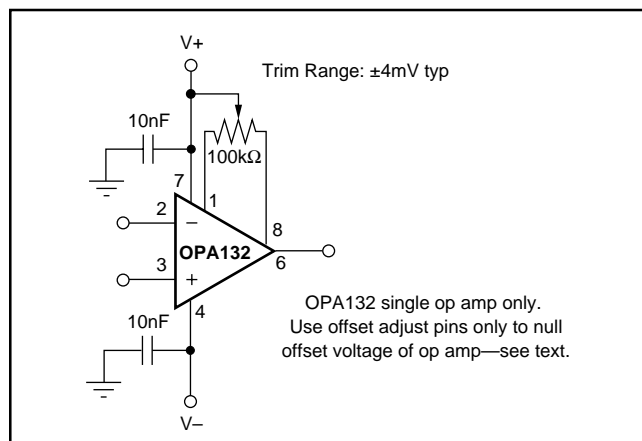 V+
Trim Range: ±4mV typ
10nF
100kΩ
7
1
2
–
8
OPA132
6
3
+
4
OPA132 single op amp only.
Use offset adjust pins only to null
offset voltage of op amp—see text.
10nF
V–